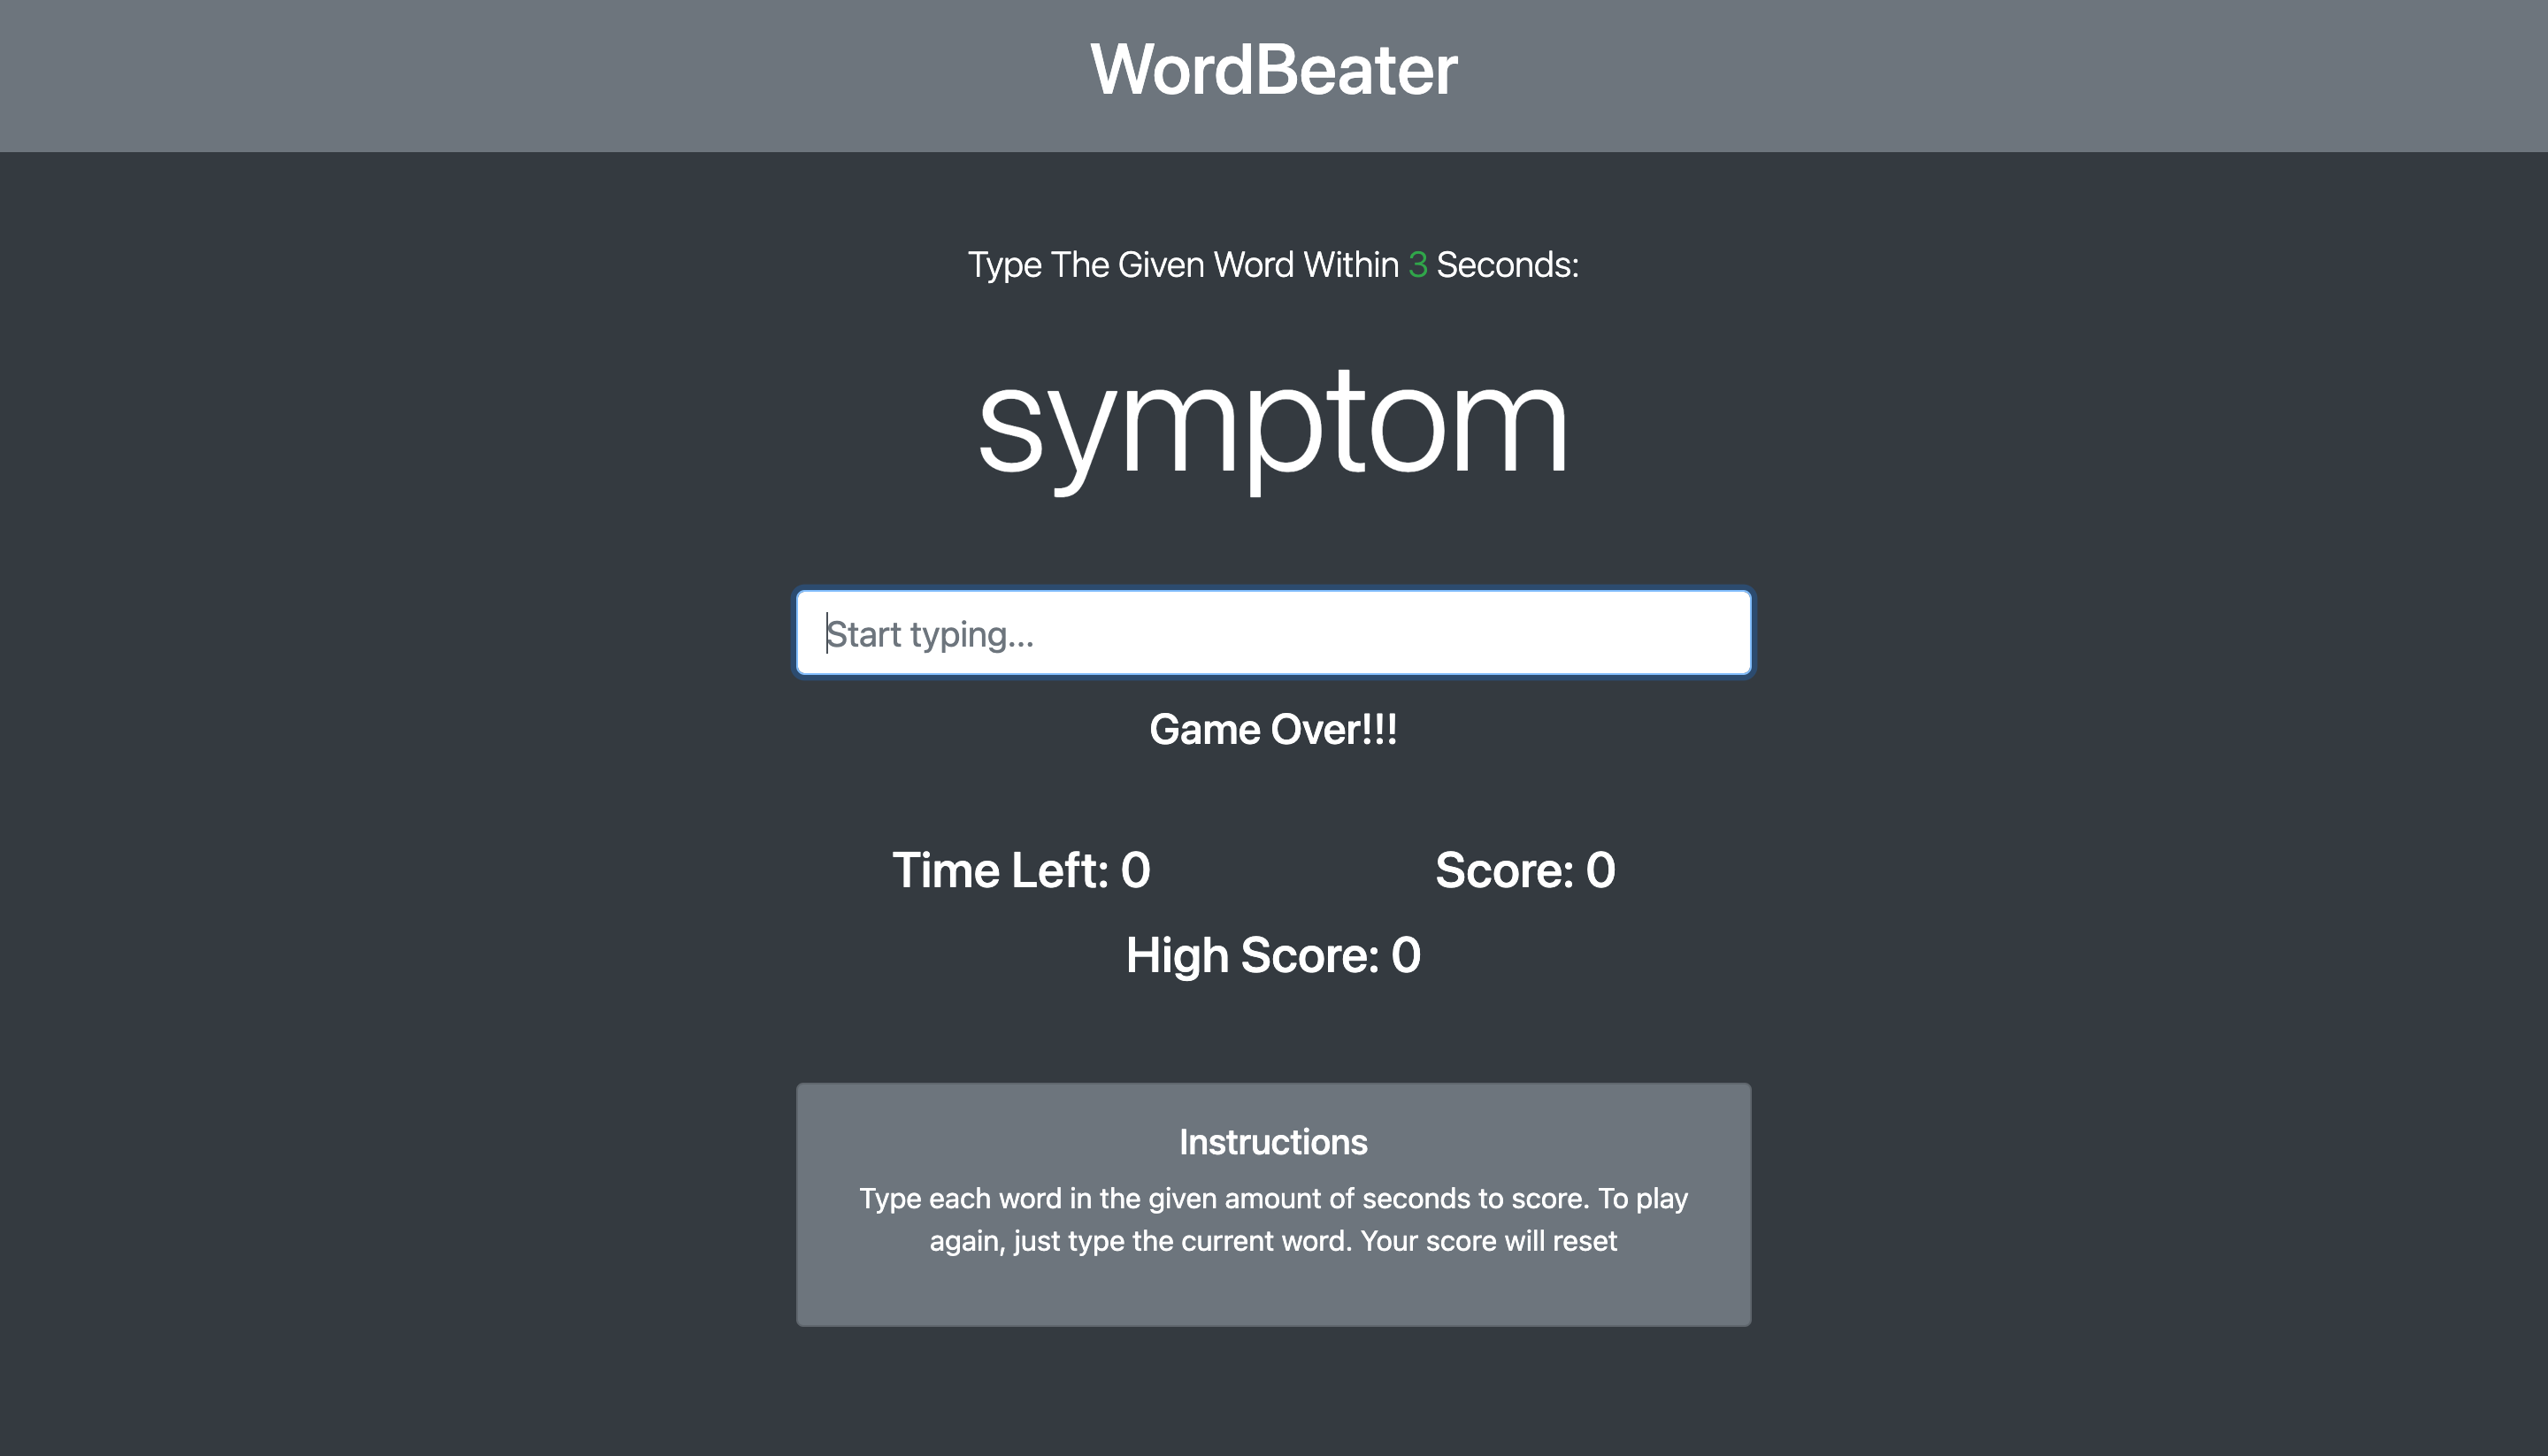 WordBeater
Type The Given Word Within 3 Seconds:
symptom
Start typing...
Game Over!!!
Time Left: 0
Score: 0
High Score: 0
Instructions
Type each word in the given amount of seconds to score. To play
again, just type the current word. Your score will reset